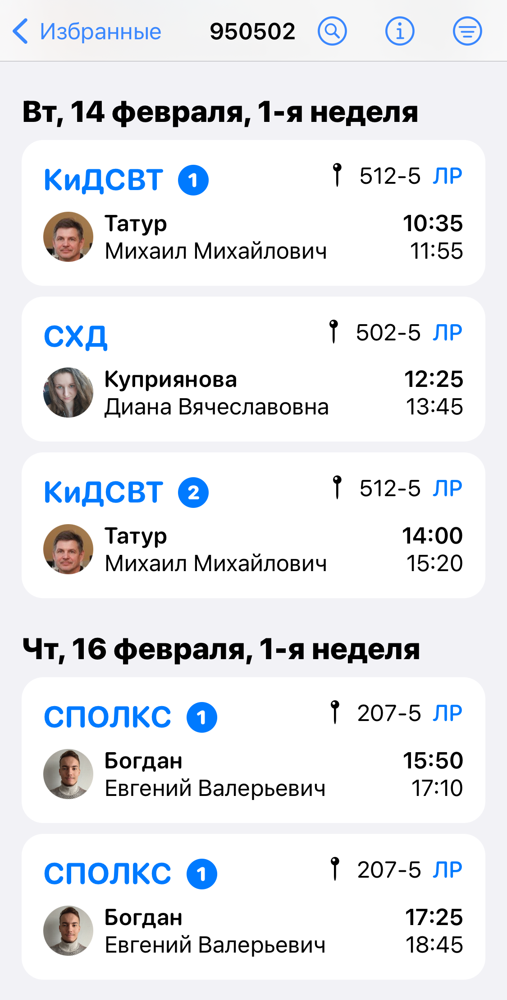 Избранные 950502
Вт, 14 февраля, 1-я неделя
КиДСВТ 1 512-5 ЛР
Татур 10:35
Михаил Михайлович 11:55
СХД 502-5 ЛР
Куприянова 12:25
Диана Вячеславовна 13:45
КиДСВТ 2 512-5 ЛР
Татур 14:00
Михаил Михайлович 15:20
Чт, 16 февраля, 1-я неделя
СПОЛКС 1 207-5 ЛР
Богдан 15:50
Евгений Валерьевич 17:10
СПОЛКС 1 207-5 ЛР
Богдан 17:25
Евгений Валерьевич 18:45